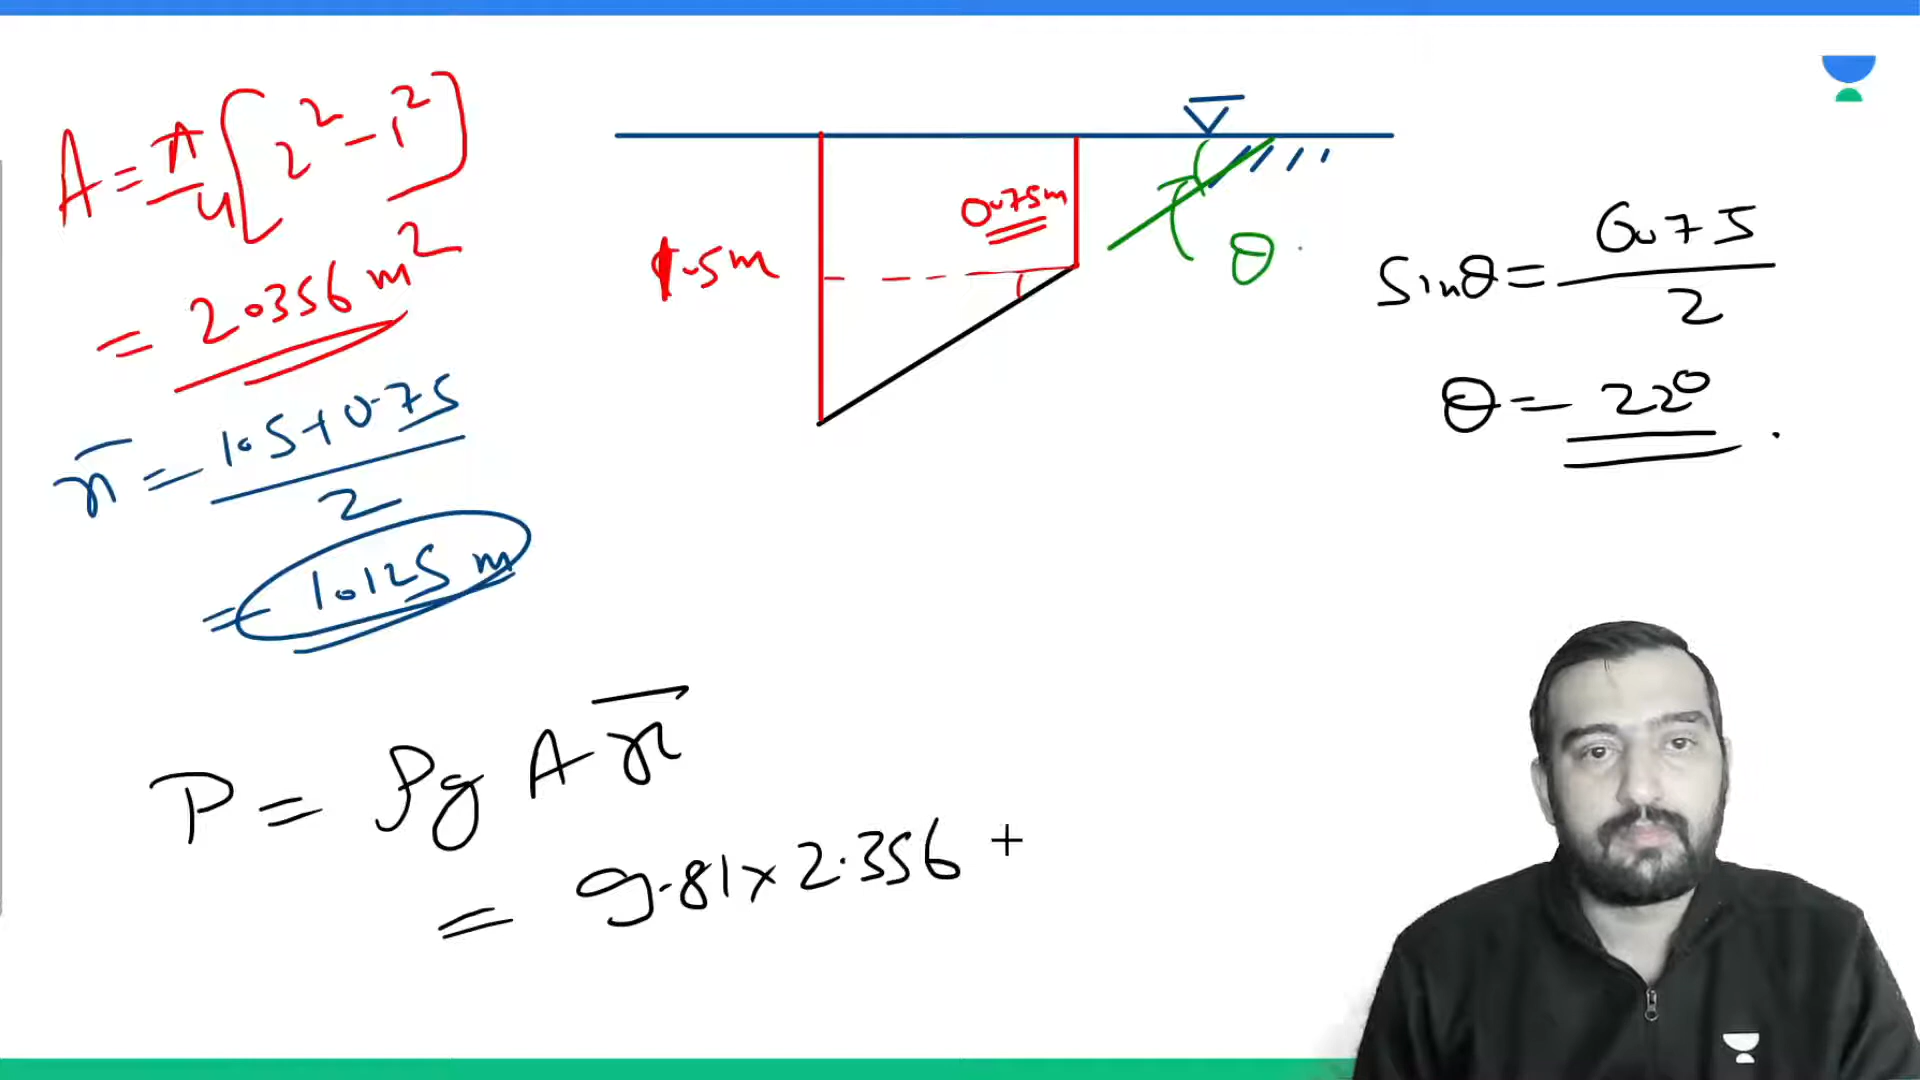 A = π/4 [2² - 1²]
= 2.356 m²
x̄ = 1.5+0.75 / 2
= 1.125 m
1.5m
0.75m
θ
sinθ = 0.75 / 2
θ = 22°
P = ρg A x̄
= 9.81 x 2.356